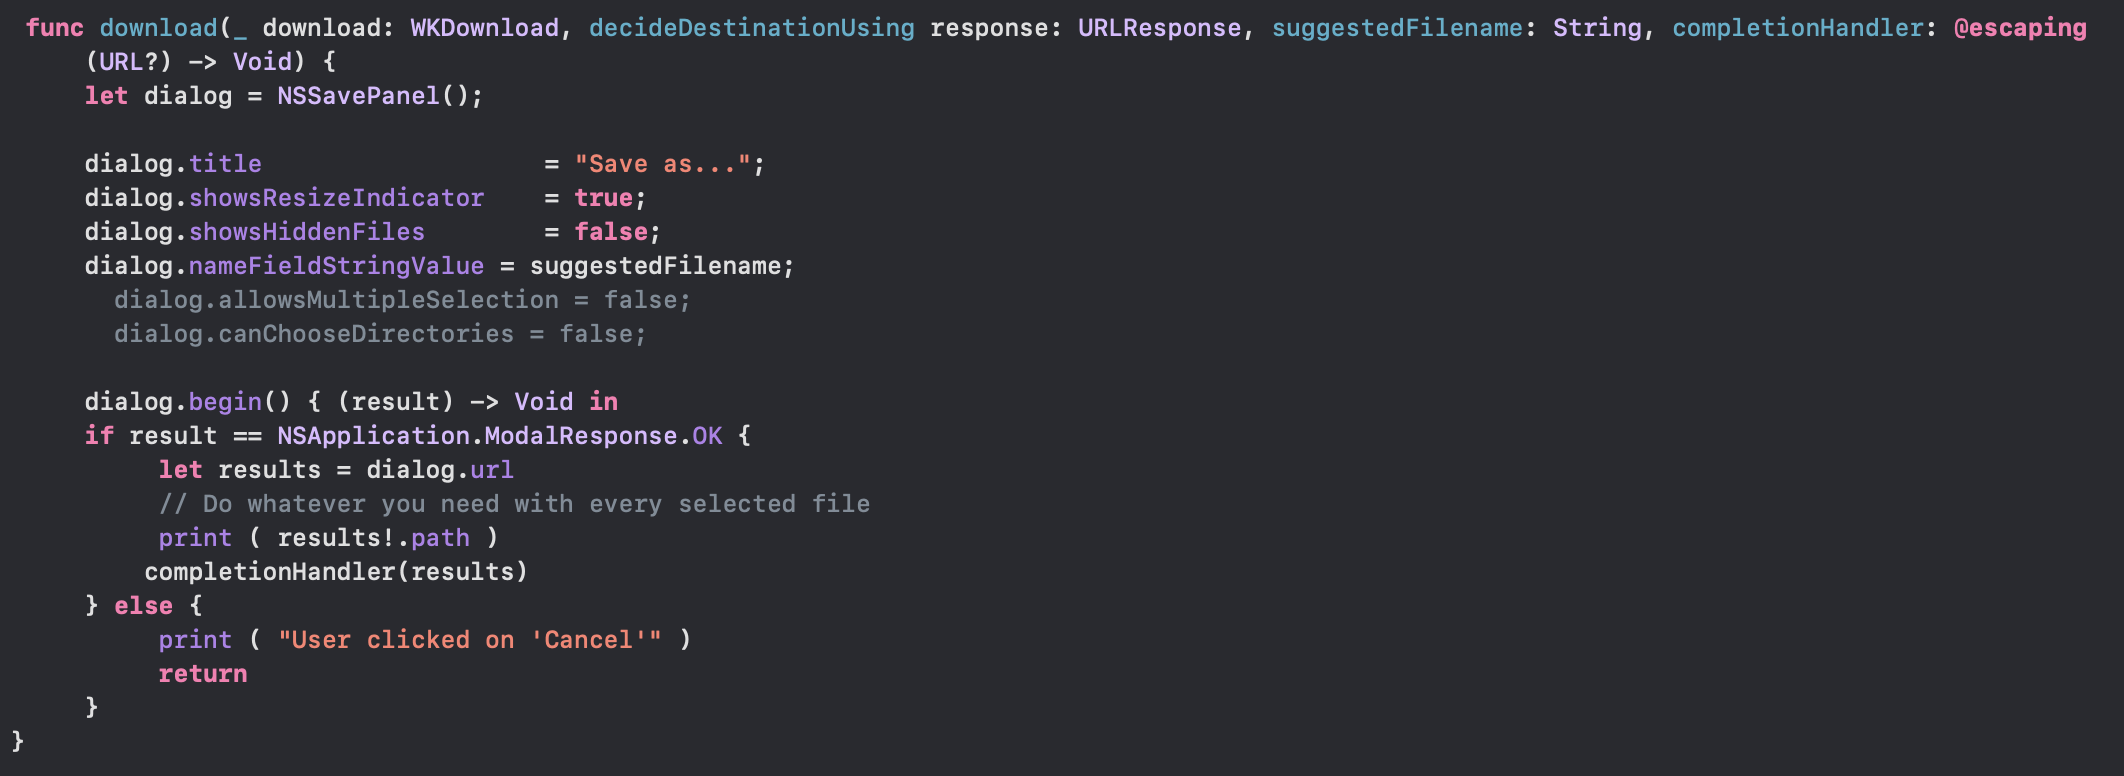 func download(_ download: WKDownload, decideDestinationUsing response: URLResponse, suggestedFilename: String, completionHandler: @escaping
(URL?) -> Void) {
let dialog = NSSavePanel();
dialog.title                   = "Save as...";
dialog.showsResizeIndicator    = true;
dialog.showsHiddenFiles        = false;
dialog.nameFieldStringValue = suggestedFilename;
dialog.allowsMultipleSelection = false;
dialog.canChooseDirectories = false;
dialog.begin() { (result) -> Void in
if result == NSApplication.ModalResponse.OK {
let results = dialog.url
// Do whatever you need with every selected file
print ( results!.path )
completionHandler(results)
} else {
print ( "User clicked on 'Cancel'" )
return
}
}